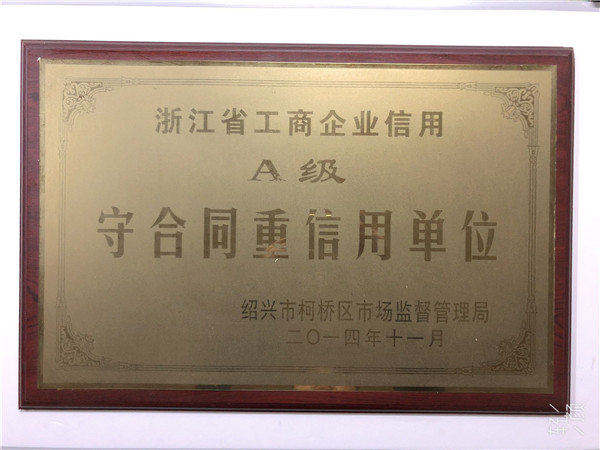 浙江省工商企业信用
A级
守合同重信用单位
绍兴市柯桥区市场监督管理局
二〇一四年十一月